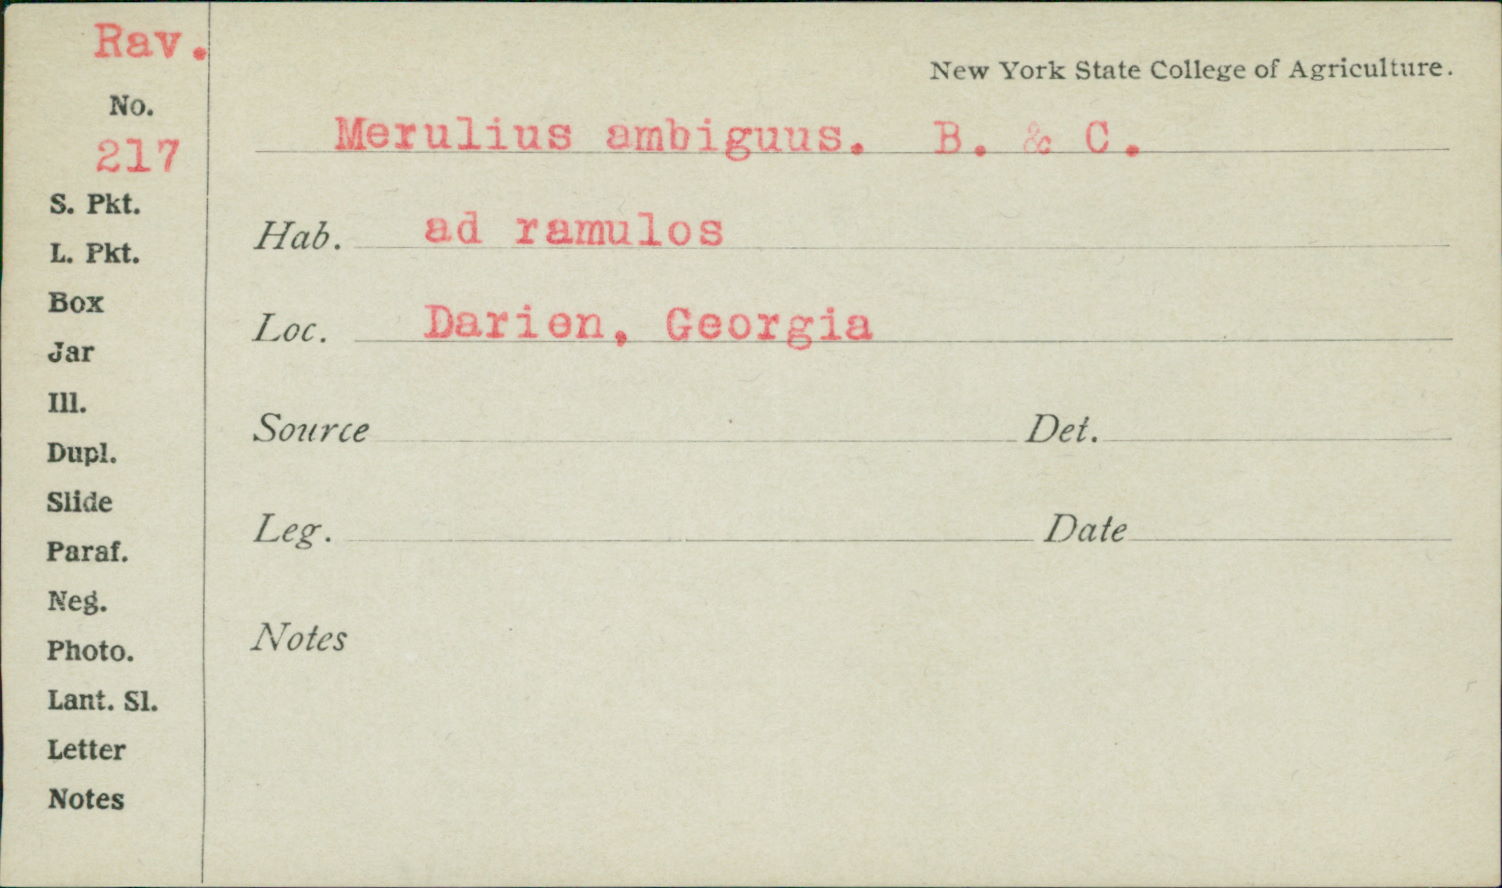 Rav.
No.
217
S. Pkt.
L. Pkt.
Box
Jar
Ill.
Dupl.
Slide
Paraf.
Neg.
Photo.
Lant. Sl.
Letter
Notes
New York State College of Agriculture.
Merulius ambiguus. B. & C.
Hab. ad ramulos
Loc. Darien, Georgia
Source Det.
Leg. Date
Notes